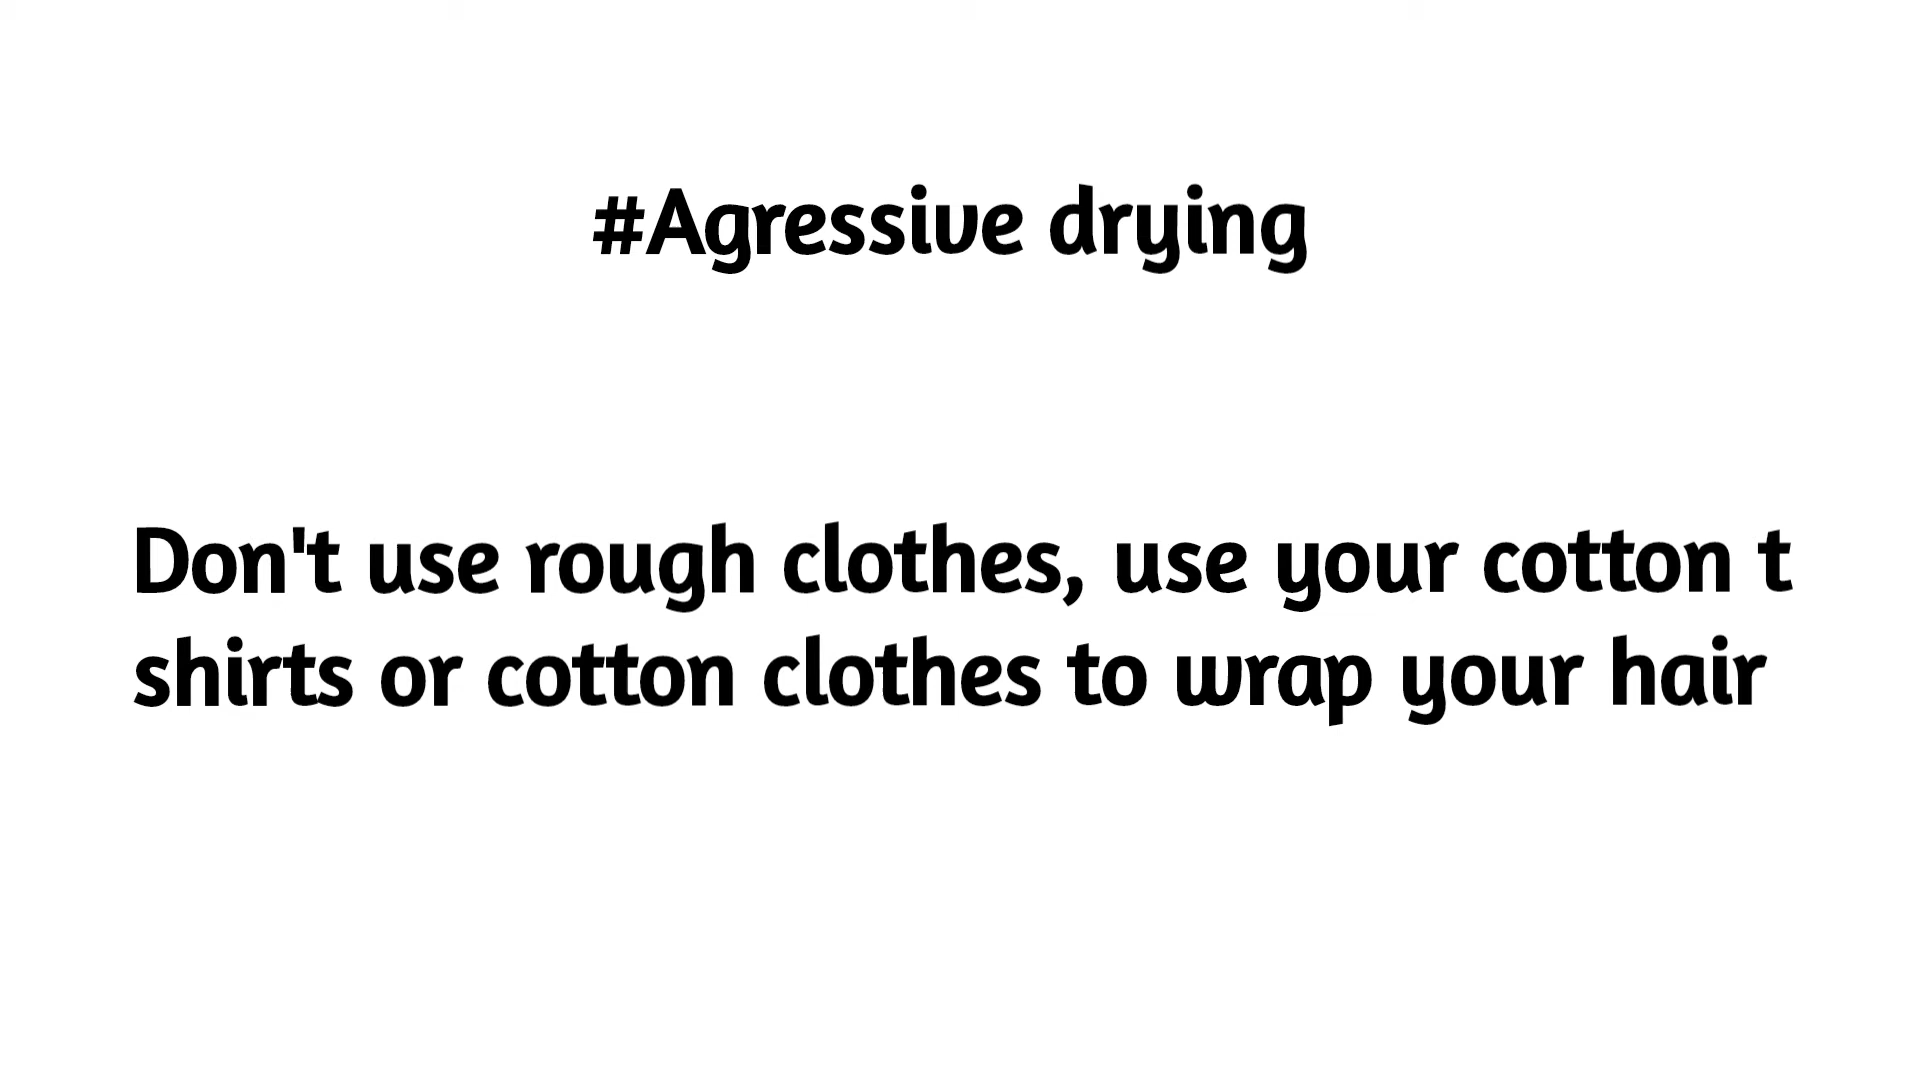 #Agressive drying
Don't use rough clothes, use your cotton t
shirts or cotton clothes to wrap your hair